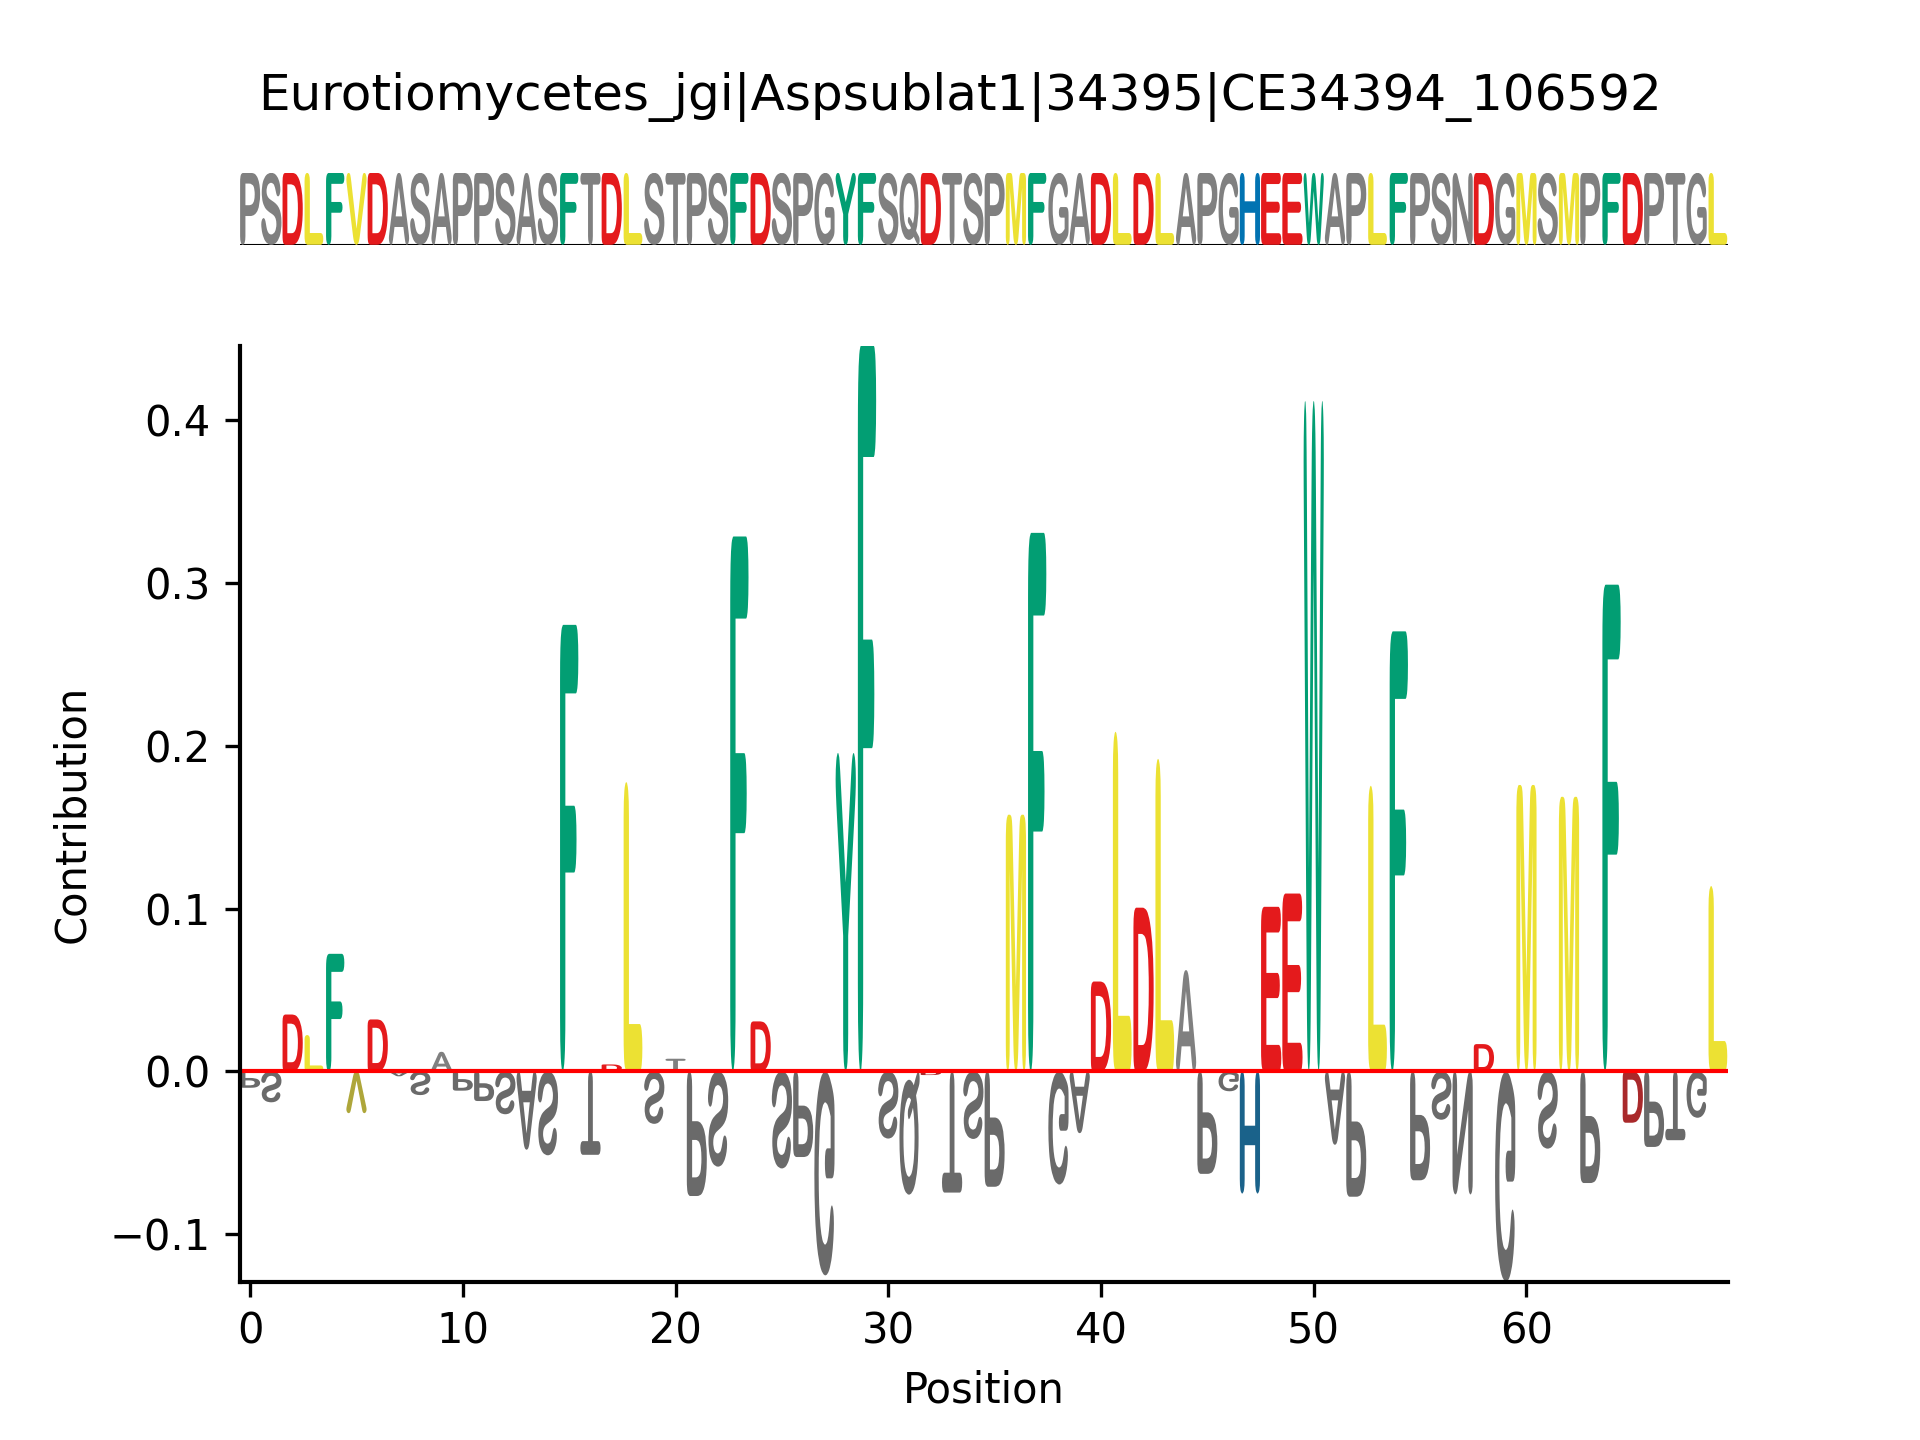 Eurotiomycetes_jgi|Aspsublat1|34395|CE34394_106592
PSDLFVDASAPPSASFTDLSTPSFDSPGYFSQDTSPMFGADLDLAPGHEEWAPLFPSNDGMSMPFDPTGL
Contribution
0.4
0.3
0.2
0.1
0.0
−0.1
PSDLFVDASAPPSASFTDLSTPSFDSPGYFSQDTSPMFGADLDLAPGHEEWAPLFPSNDGMSMPFDPTGL
0 10 20 30 40 50 60
Position